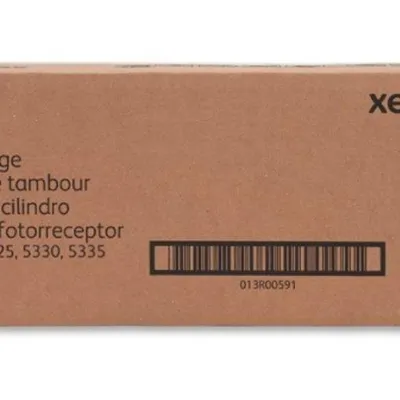 xe
ge
e tambour
cilindro
fotorreceptor
25, 5330, 5335
013R00591